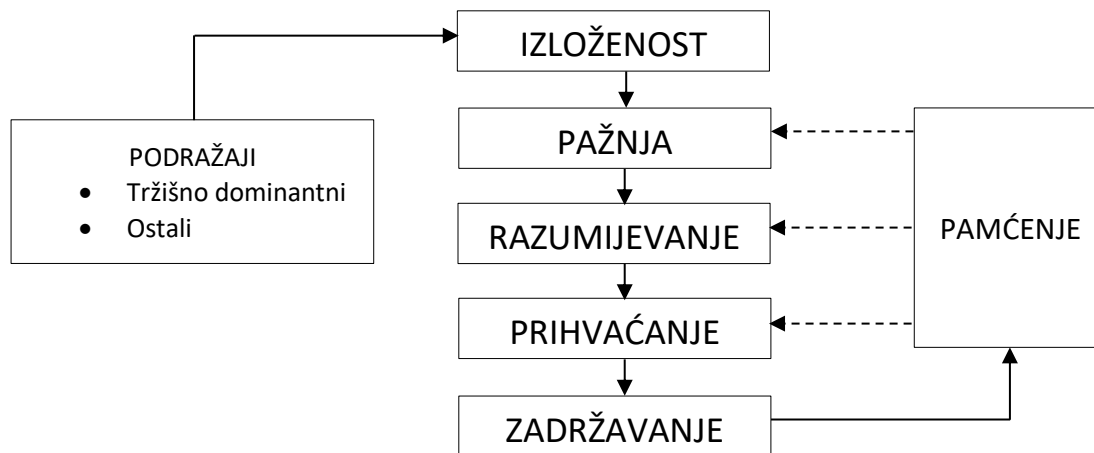 IZLOŽENOST
PAŽNJA
PODRAŽAJI
• Tržišno dominantni
• Ostali
RAZUMIJEVANJE
PAMĆENJE
PRIHVAĆANJE
ZADRŽAVANJE